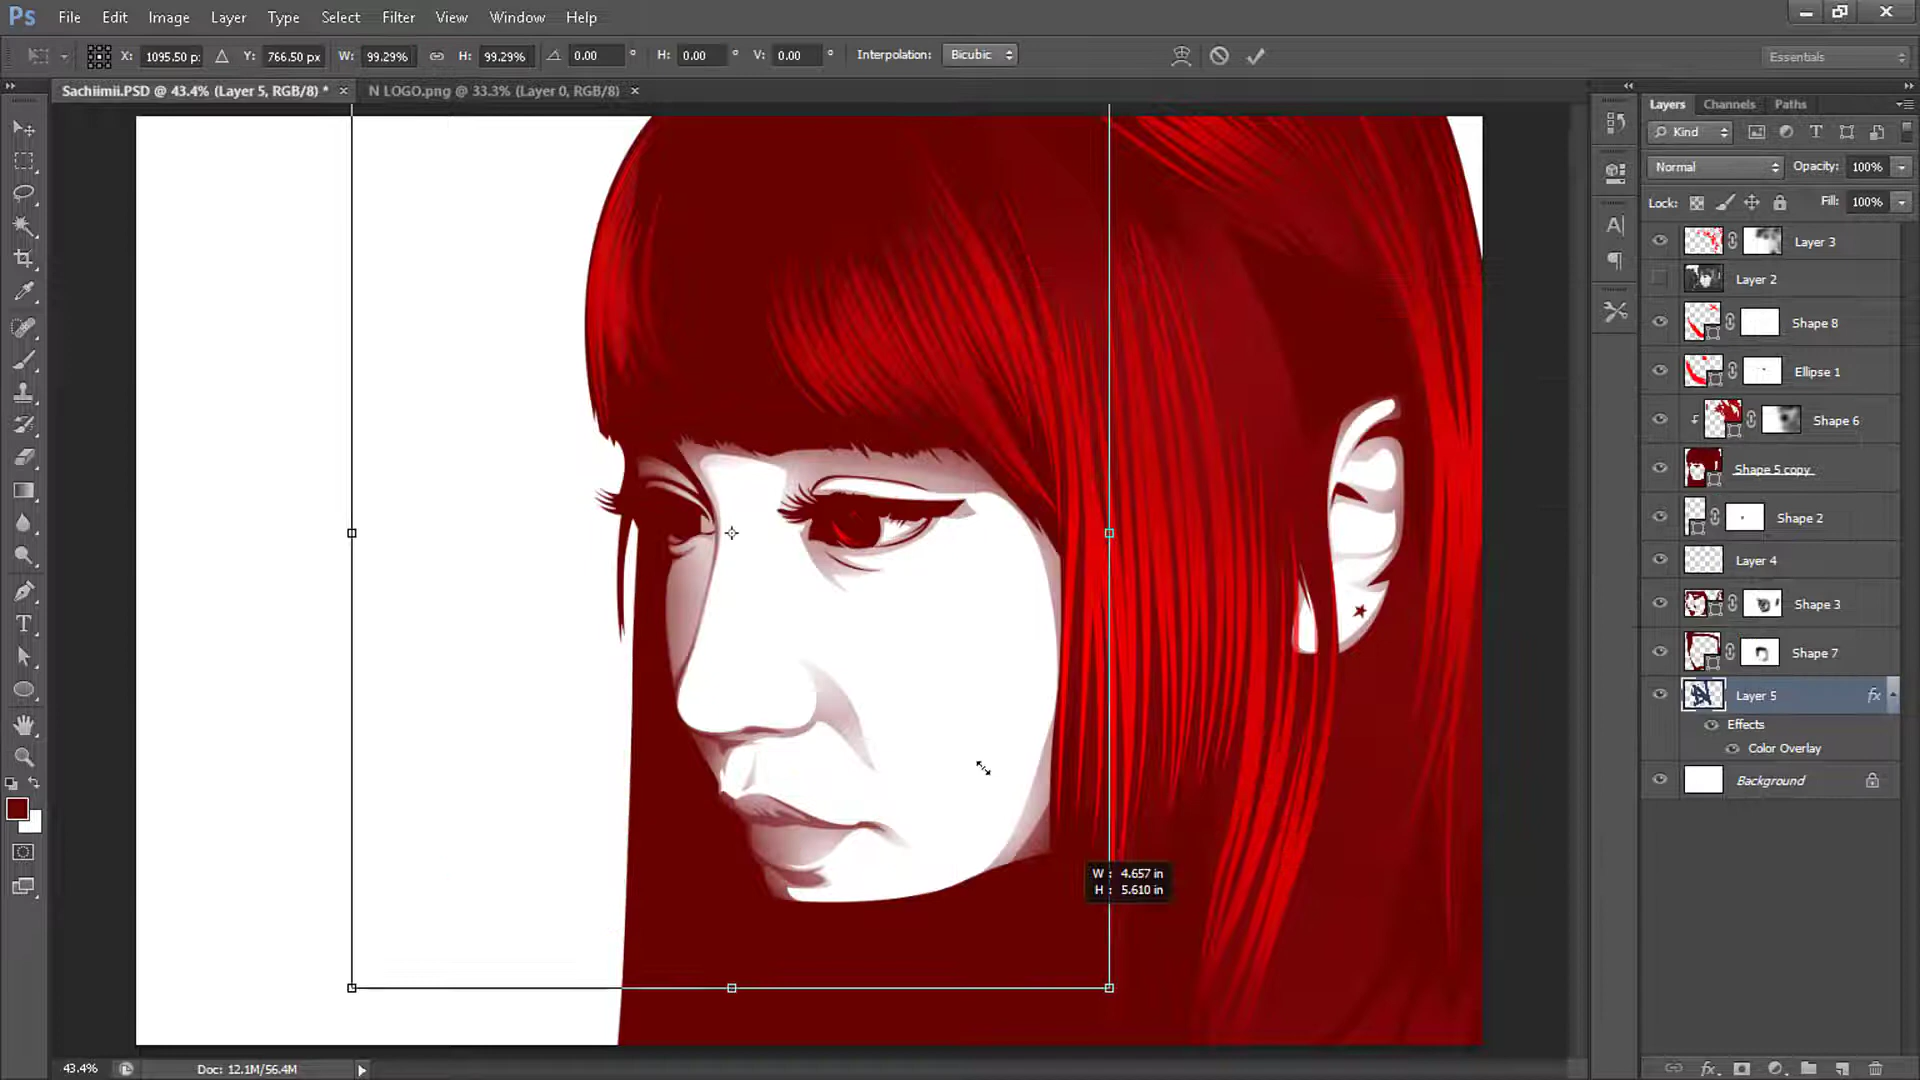 Ps File Edit Image Layer Type Select Filter View Window Help
X: 1095.50 p: Y: 766.50 px W: 99.29% H: 99.29% 0.00 ° H: 0.00 ° V: 0.00 ° Interpolation: Bicubic Essentials
Sachiimii.PSD @ 43.4% (Layer 5, RGB/8) * × N LOGO.png @ 33.3% (Layer 0, RGB/8) ×
Layers Channels Paths
Kind
Normal Opacity: 100%
Lock: Fill: 100%
Layer 3
Layer 2
Shape 8
Ellipse 1
Shape 6
Shape 5 copy
Shape 2
Layer 4
Shape 3
Shape 7
Layer 5 fx
Effects
Color Overlay
Background
W : 4.657 in
H : 5.610 in
43.4% Doc: 12.1M/56.4M